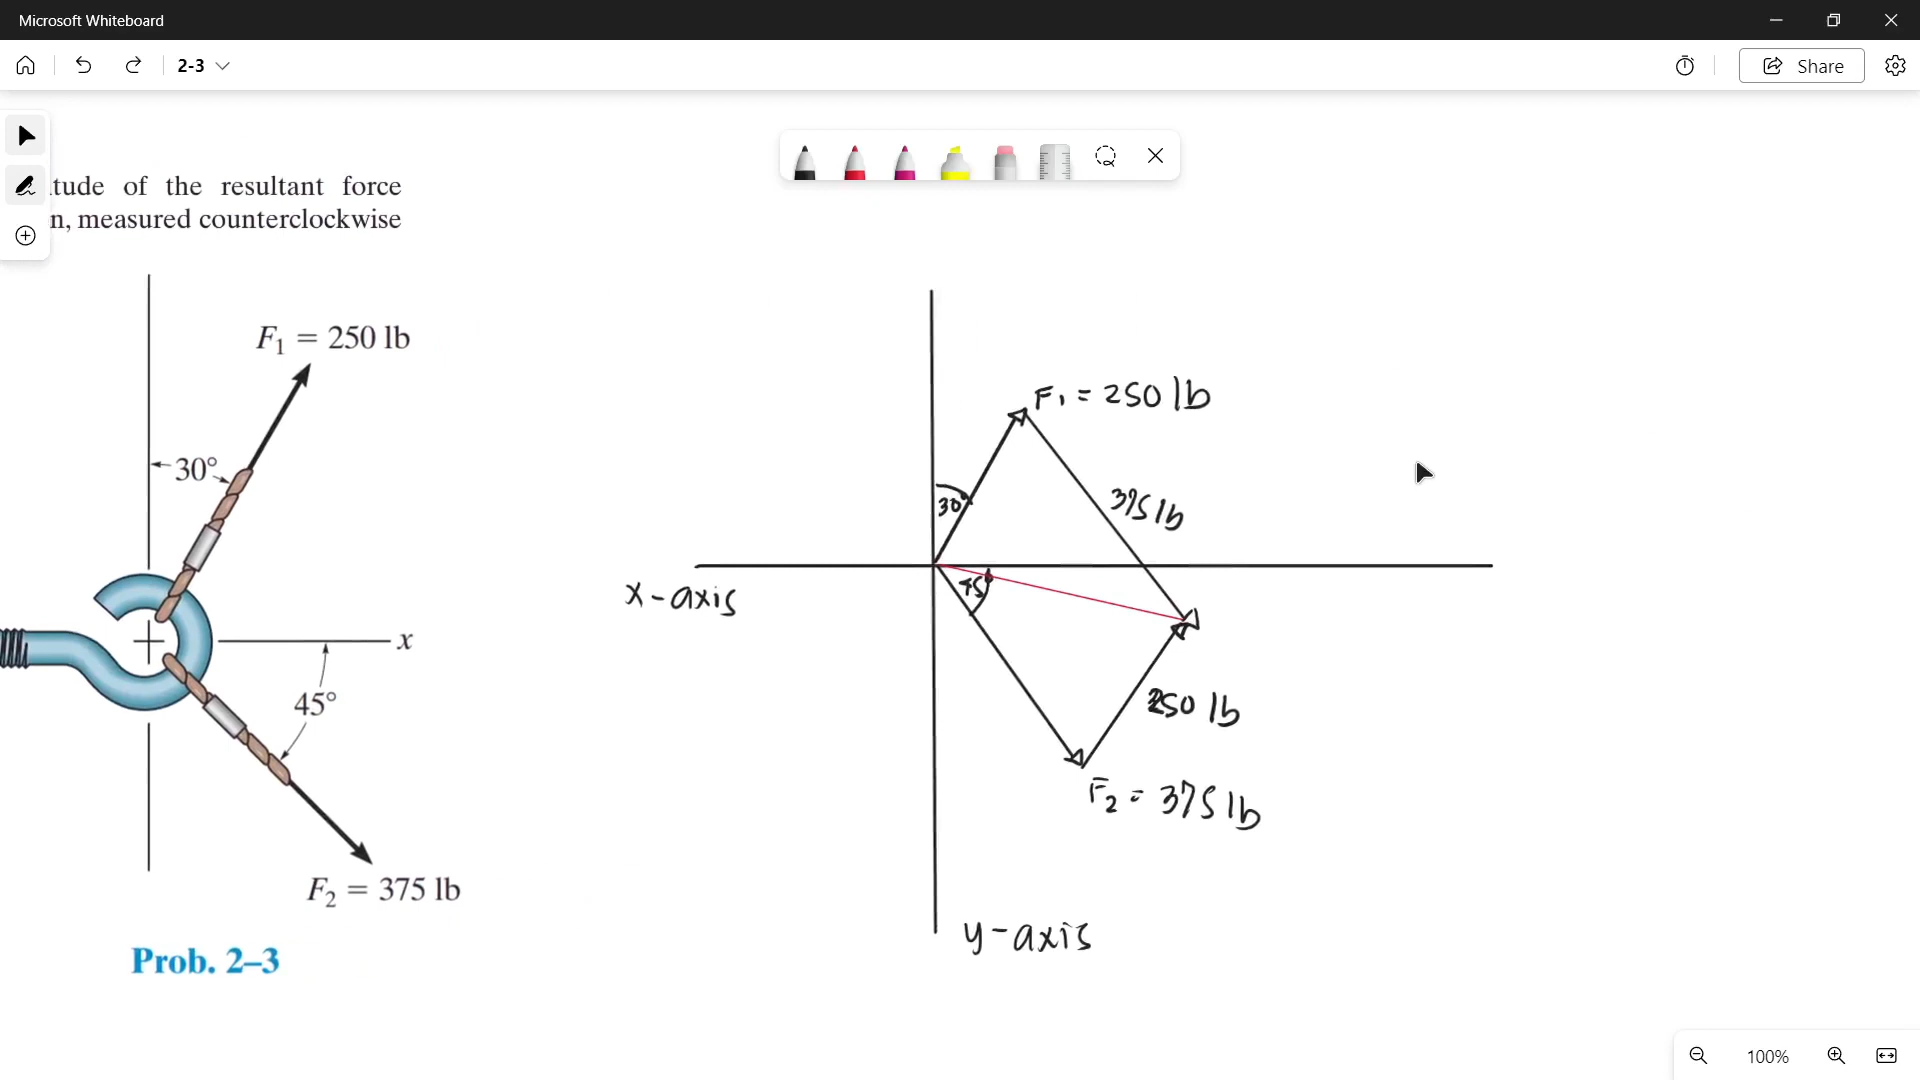 Microsoft Whiteboard
2-3
Share
tude of the resultant force
n, measured counterclockwise
F₁ = 250 lb
30°
x
45°
F₂ = 375 lb
Prob. 2–3
F₁ = 250 lb
30°
375 lb
45°
x-axis
250 lb
F₂ = 375 lb
y-axis
100%